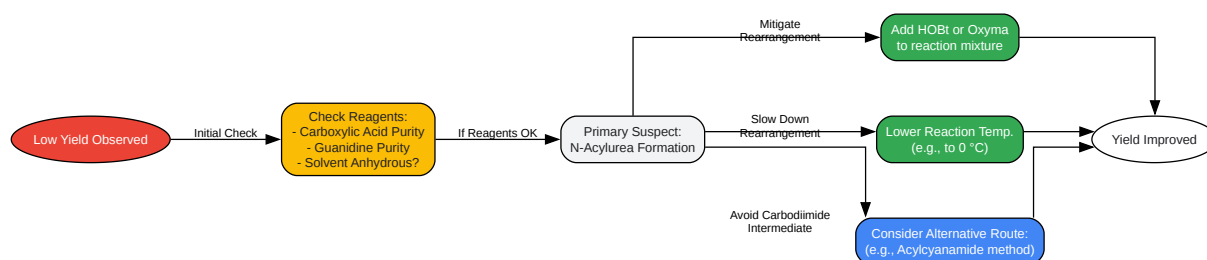 Low Yield Observed
Initial Check
Check Reagents:
- Carboxylic Acid Purity
- Guanidine Purity
- Solvent Anhydrous?
If Reagents OK
Primary Suspect:
N-Acylurea Formation
Mitigate
Rearrangement
Add HOBt or Oxyma
to reaction mixture
Slow Down
Rearrangement
Lower Reaction Temp.
(e.g., to 0 °C)
Avoid Carbodiimide
Intermediate
Consider Alternative Route:
(e.g., Acylcyanamide method)
Yield Improved